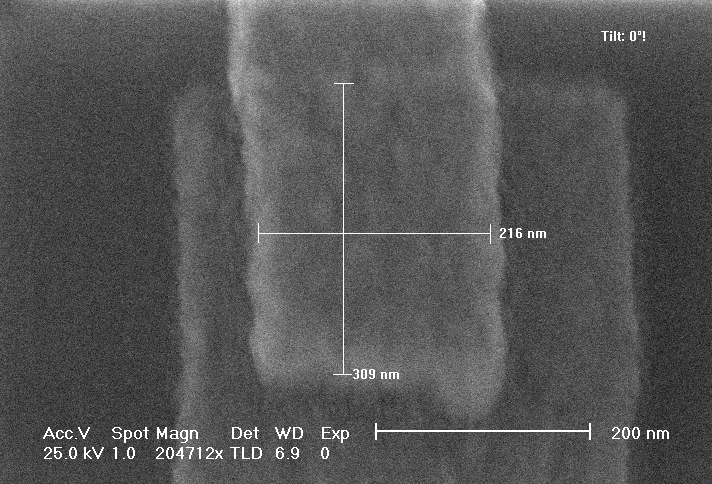 Tilt: 0°!
216 nm
309 nm
Acc.V Spot Magn Det WD Exp 200 nm
25.0 kV 1.0 204712x TLD 6.9 0